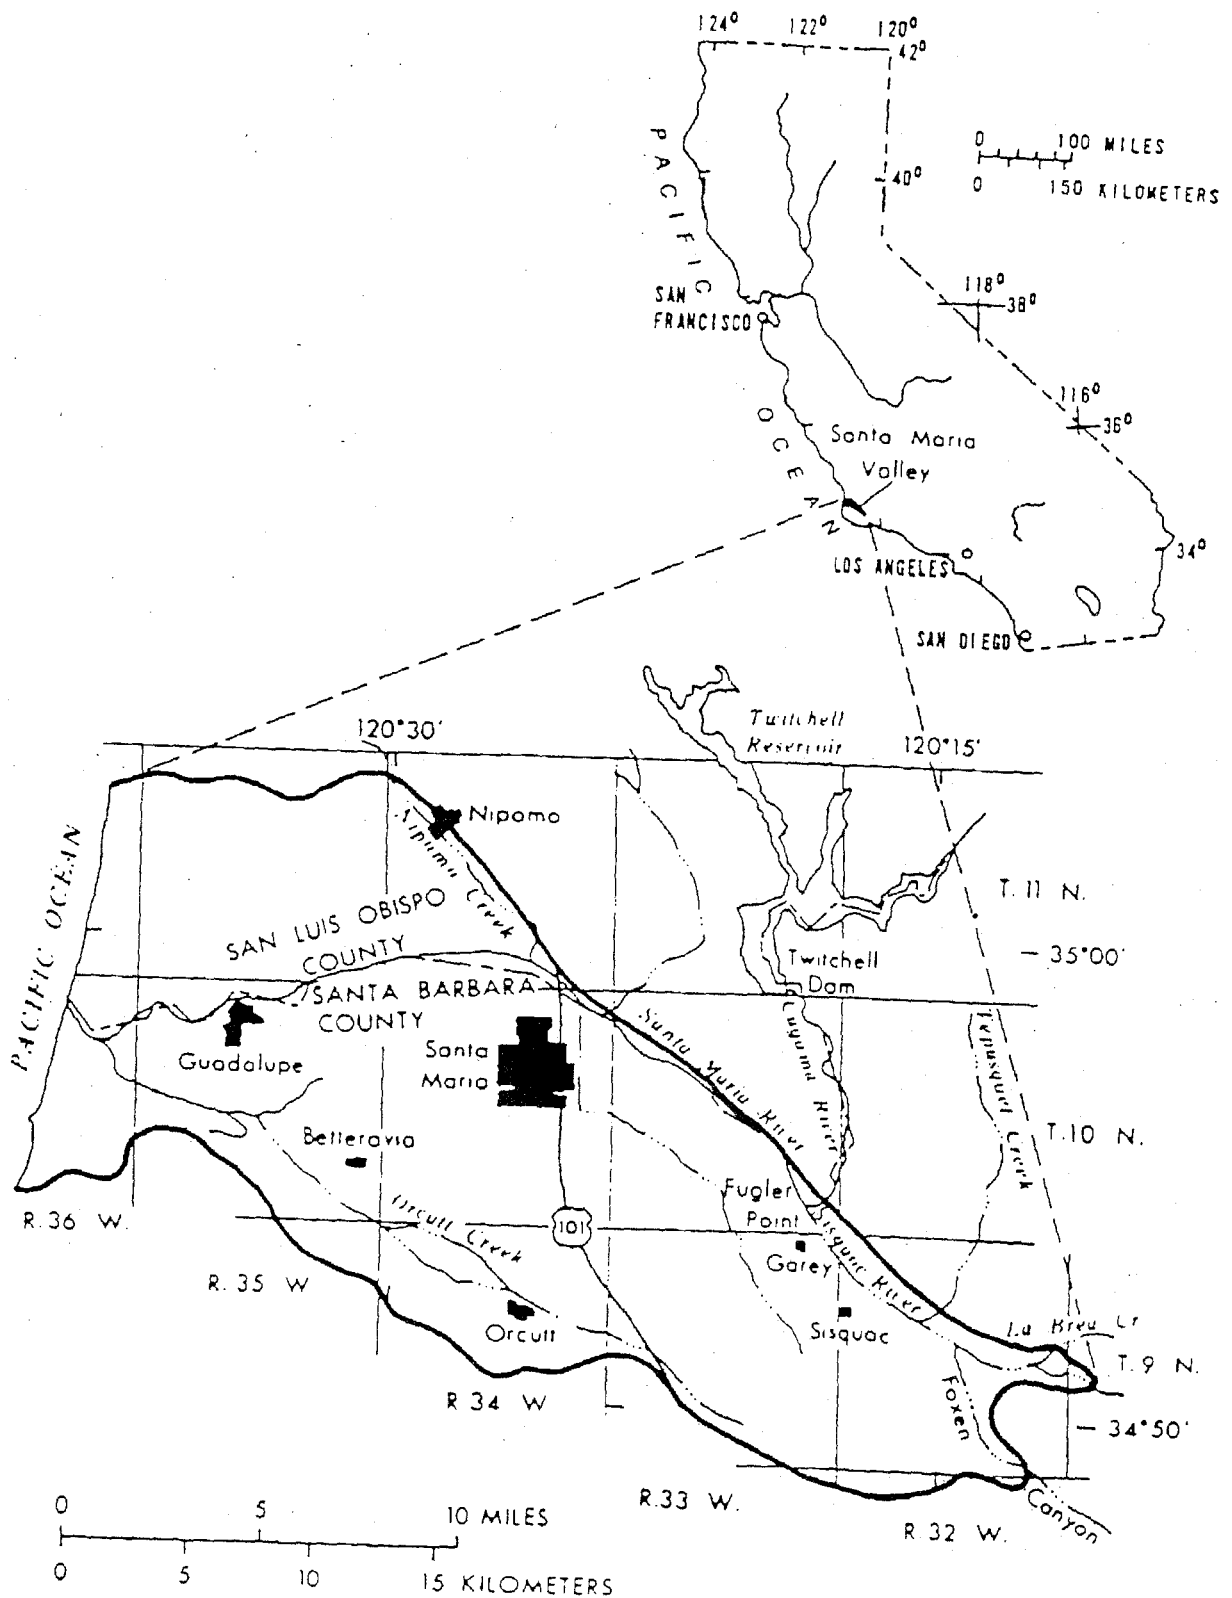 124° 122° 120°
42°
PACIFIC
0 100 MILES
40°
0 150 KILOMETERS
118°
38°
SAN
FRANCISCO
116°
36°
OCEAN
Santa Maria
Valley
34°
LOS ANGELES
SAN DIEGO
Twitchell
Reservoir
120°30'
120°15'
Nipomo
Nipomo Creek
PACIFIC OCEAN
T. 11 N.
SAN LUIS OBISPO
COUNTY
35°00'
Twitchell
Dam
SANTA BARBARA
COUNTY
Guadalupe
Santa
Maria
Santa Maria River
Cuyama River
Tepusquet Creek
T.10 N.
Betteravia
Fugler
Point
R.36 W.
Orcutt Creek
101
Sisquoc River
Garey
R.35 W
Orcutt
Sisquoc
La Brea Cr
T.9 N.
R.34 W
Foxen
34°50'
R.33 W.
Canyon
R.32 W.
0 5 10 MILES
0 5 10 15 KILOMETERS